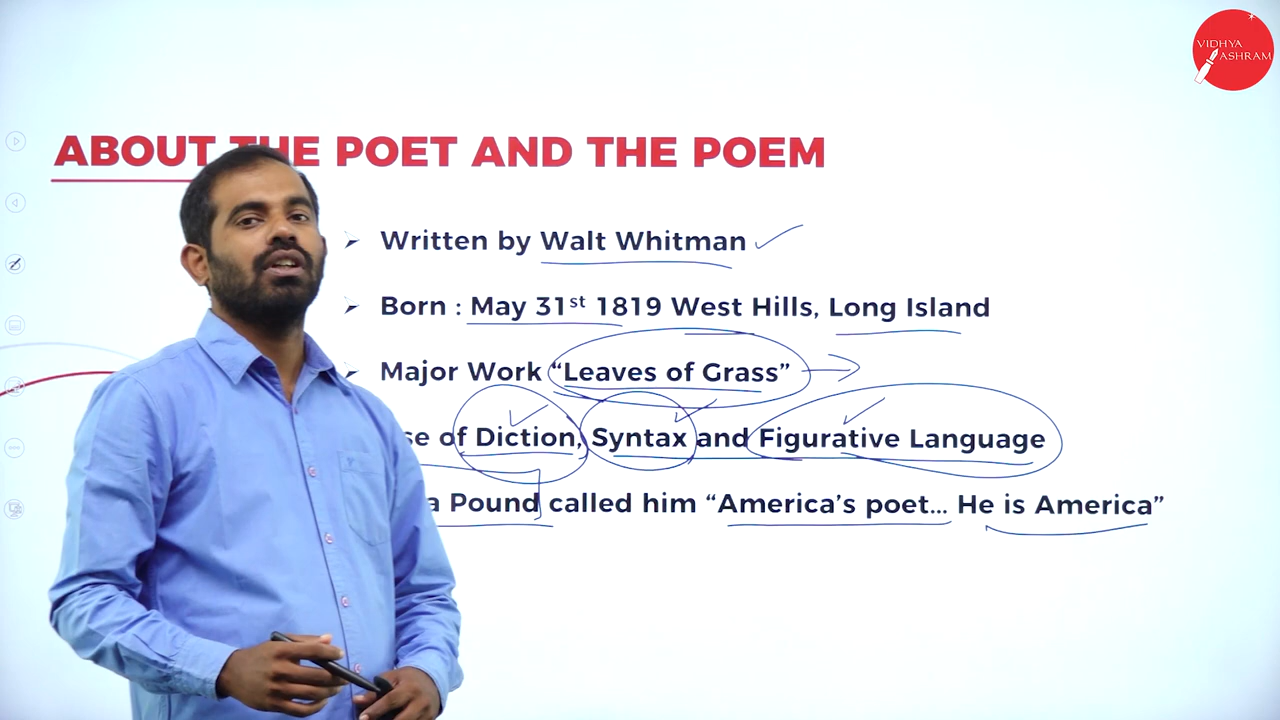 VIDHYA
ASHRAM
ABOUT THE POET AND THE POEM
Written by Walt Whitman
Born : May 31st 1819 West Hills, Long Island
Major Work “Leaves of Grass”
of Diction, Syntax and Figurative Language
Pound called him “America’s poet... He is America”